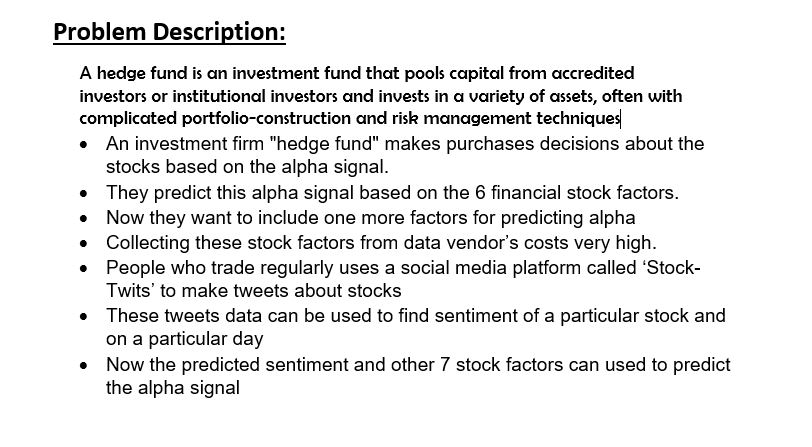 Problem Description:
A hedge fund is an investment fund that pools capital from accredited
investors or institutional investors and invests in a variety of assets, often with
complicated portfolio-construction and risk management techniques
• An investment firm "hedge fund" makes purchases decisions about the
stocks based on the alpha signal.
• They predict this alpha signal based on the 6 financial stock factors.
• Now they want to include one more factors for predicting alpha
• Collecting these stock factors from data vendor's costs very high.
• People who trade regularly uses a social media platform called 'Stock-
Twits' to make tweets about stocks
• These tweets data can be used to find sentiment of a particular stock and
on a particular day
• Now the predicted sentiment and other 7 stock factors can used to predict
the alpha signal